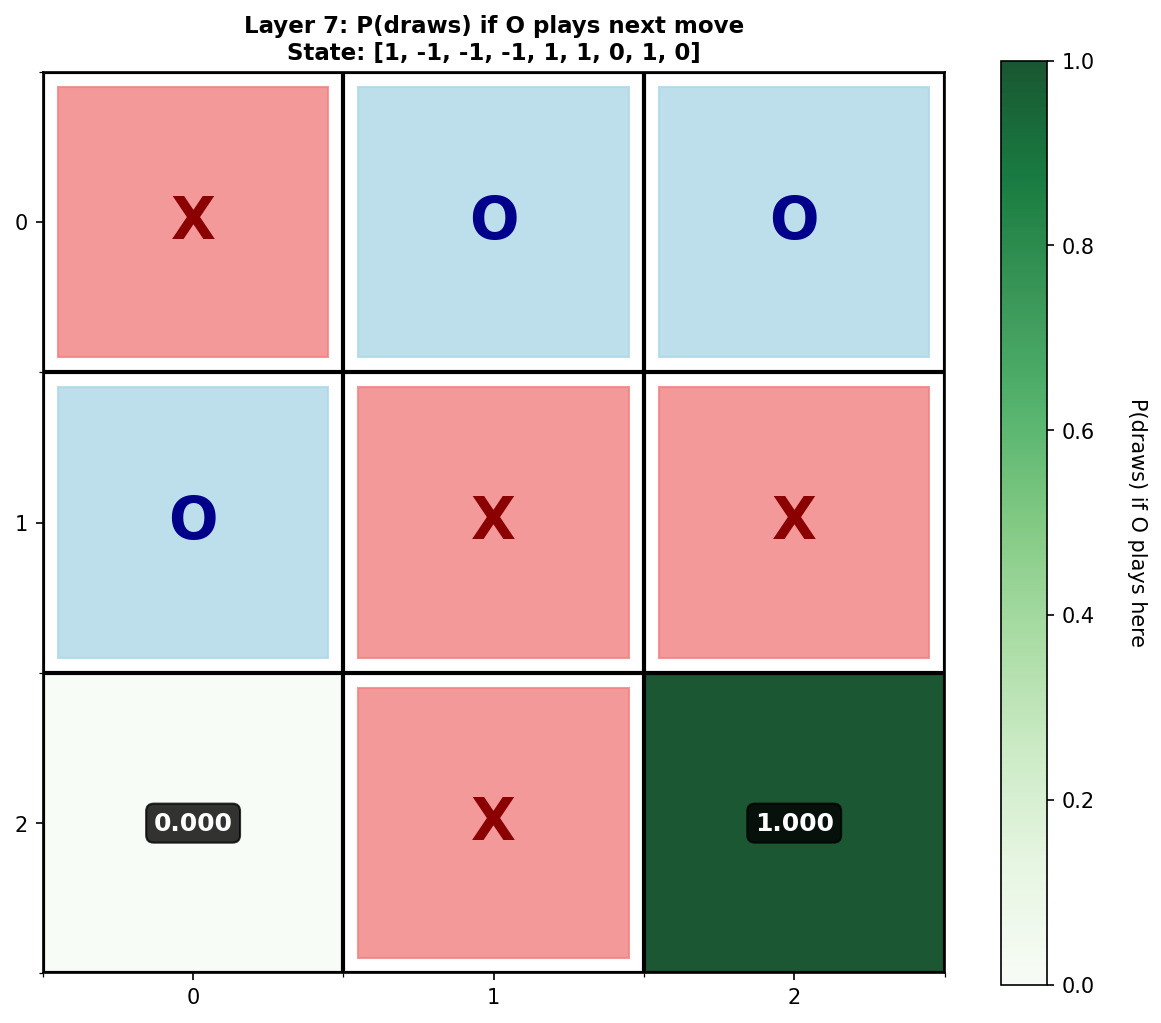 Layer 7: P(draws) if O plays next move
State: [1, -1, -1, -1, 1, 1, 0, 1, 0]
X O O
O X X
0.000 X 1.000
0
1
2
0 1 2
1.0
0.8
0.6
0.4
0.2
0.0
P(draws) if O plays here